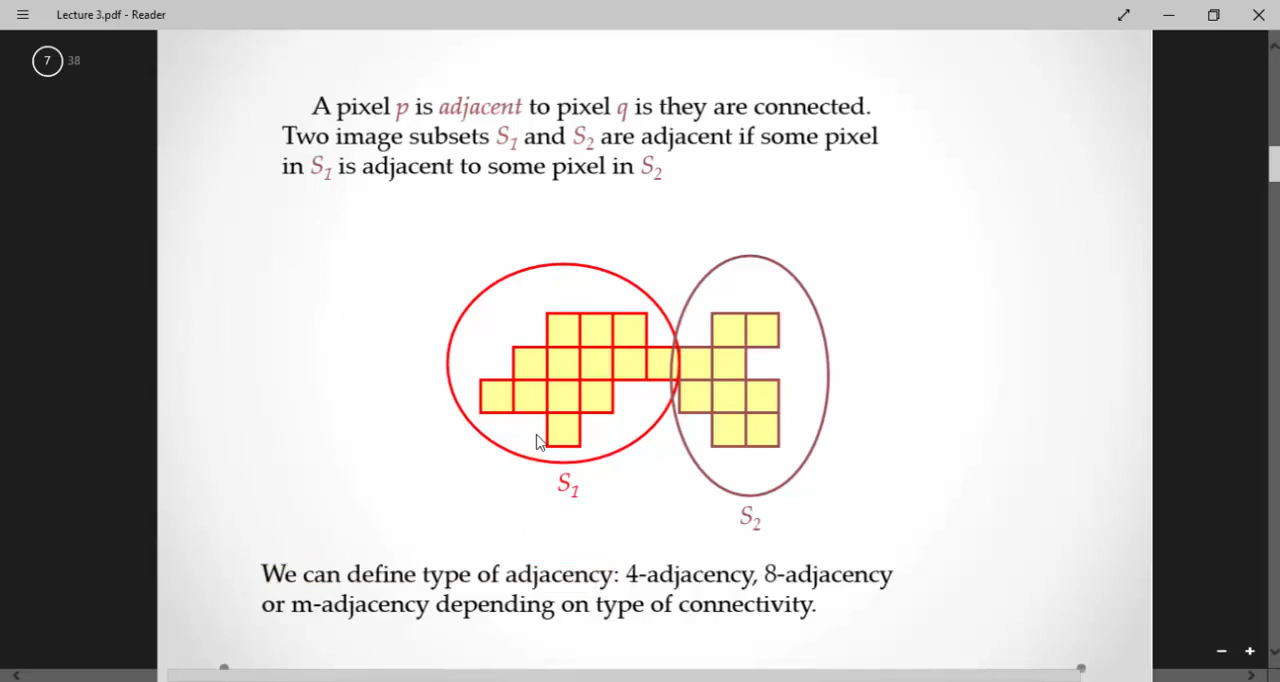 Lecture 3.pdf - Reader
7 38
A pixel p is adjacent to pixel q is they are connected.
Two image subsets S1 and S2 are adjacent if some pixel
in S1 is adjacent to some pixel in S2
S1
S2
We can define type of adjacency: 4-adjacency, 8-adjacency
or m-adjacency depending on type of connectivity.